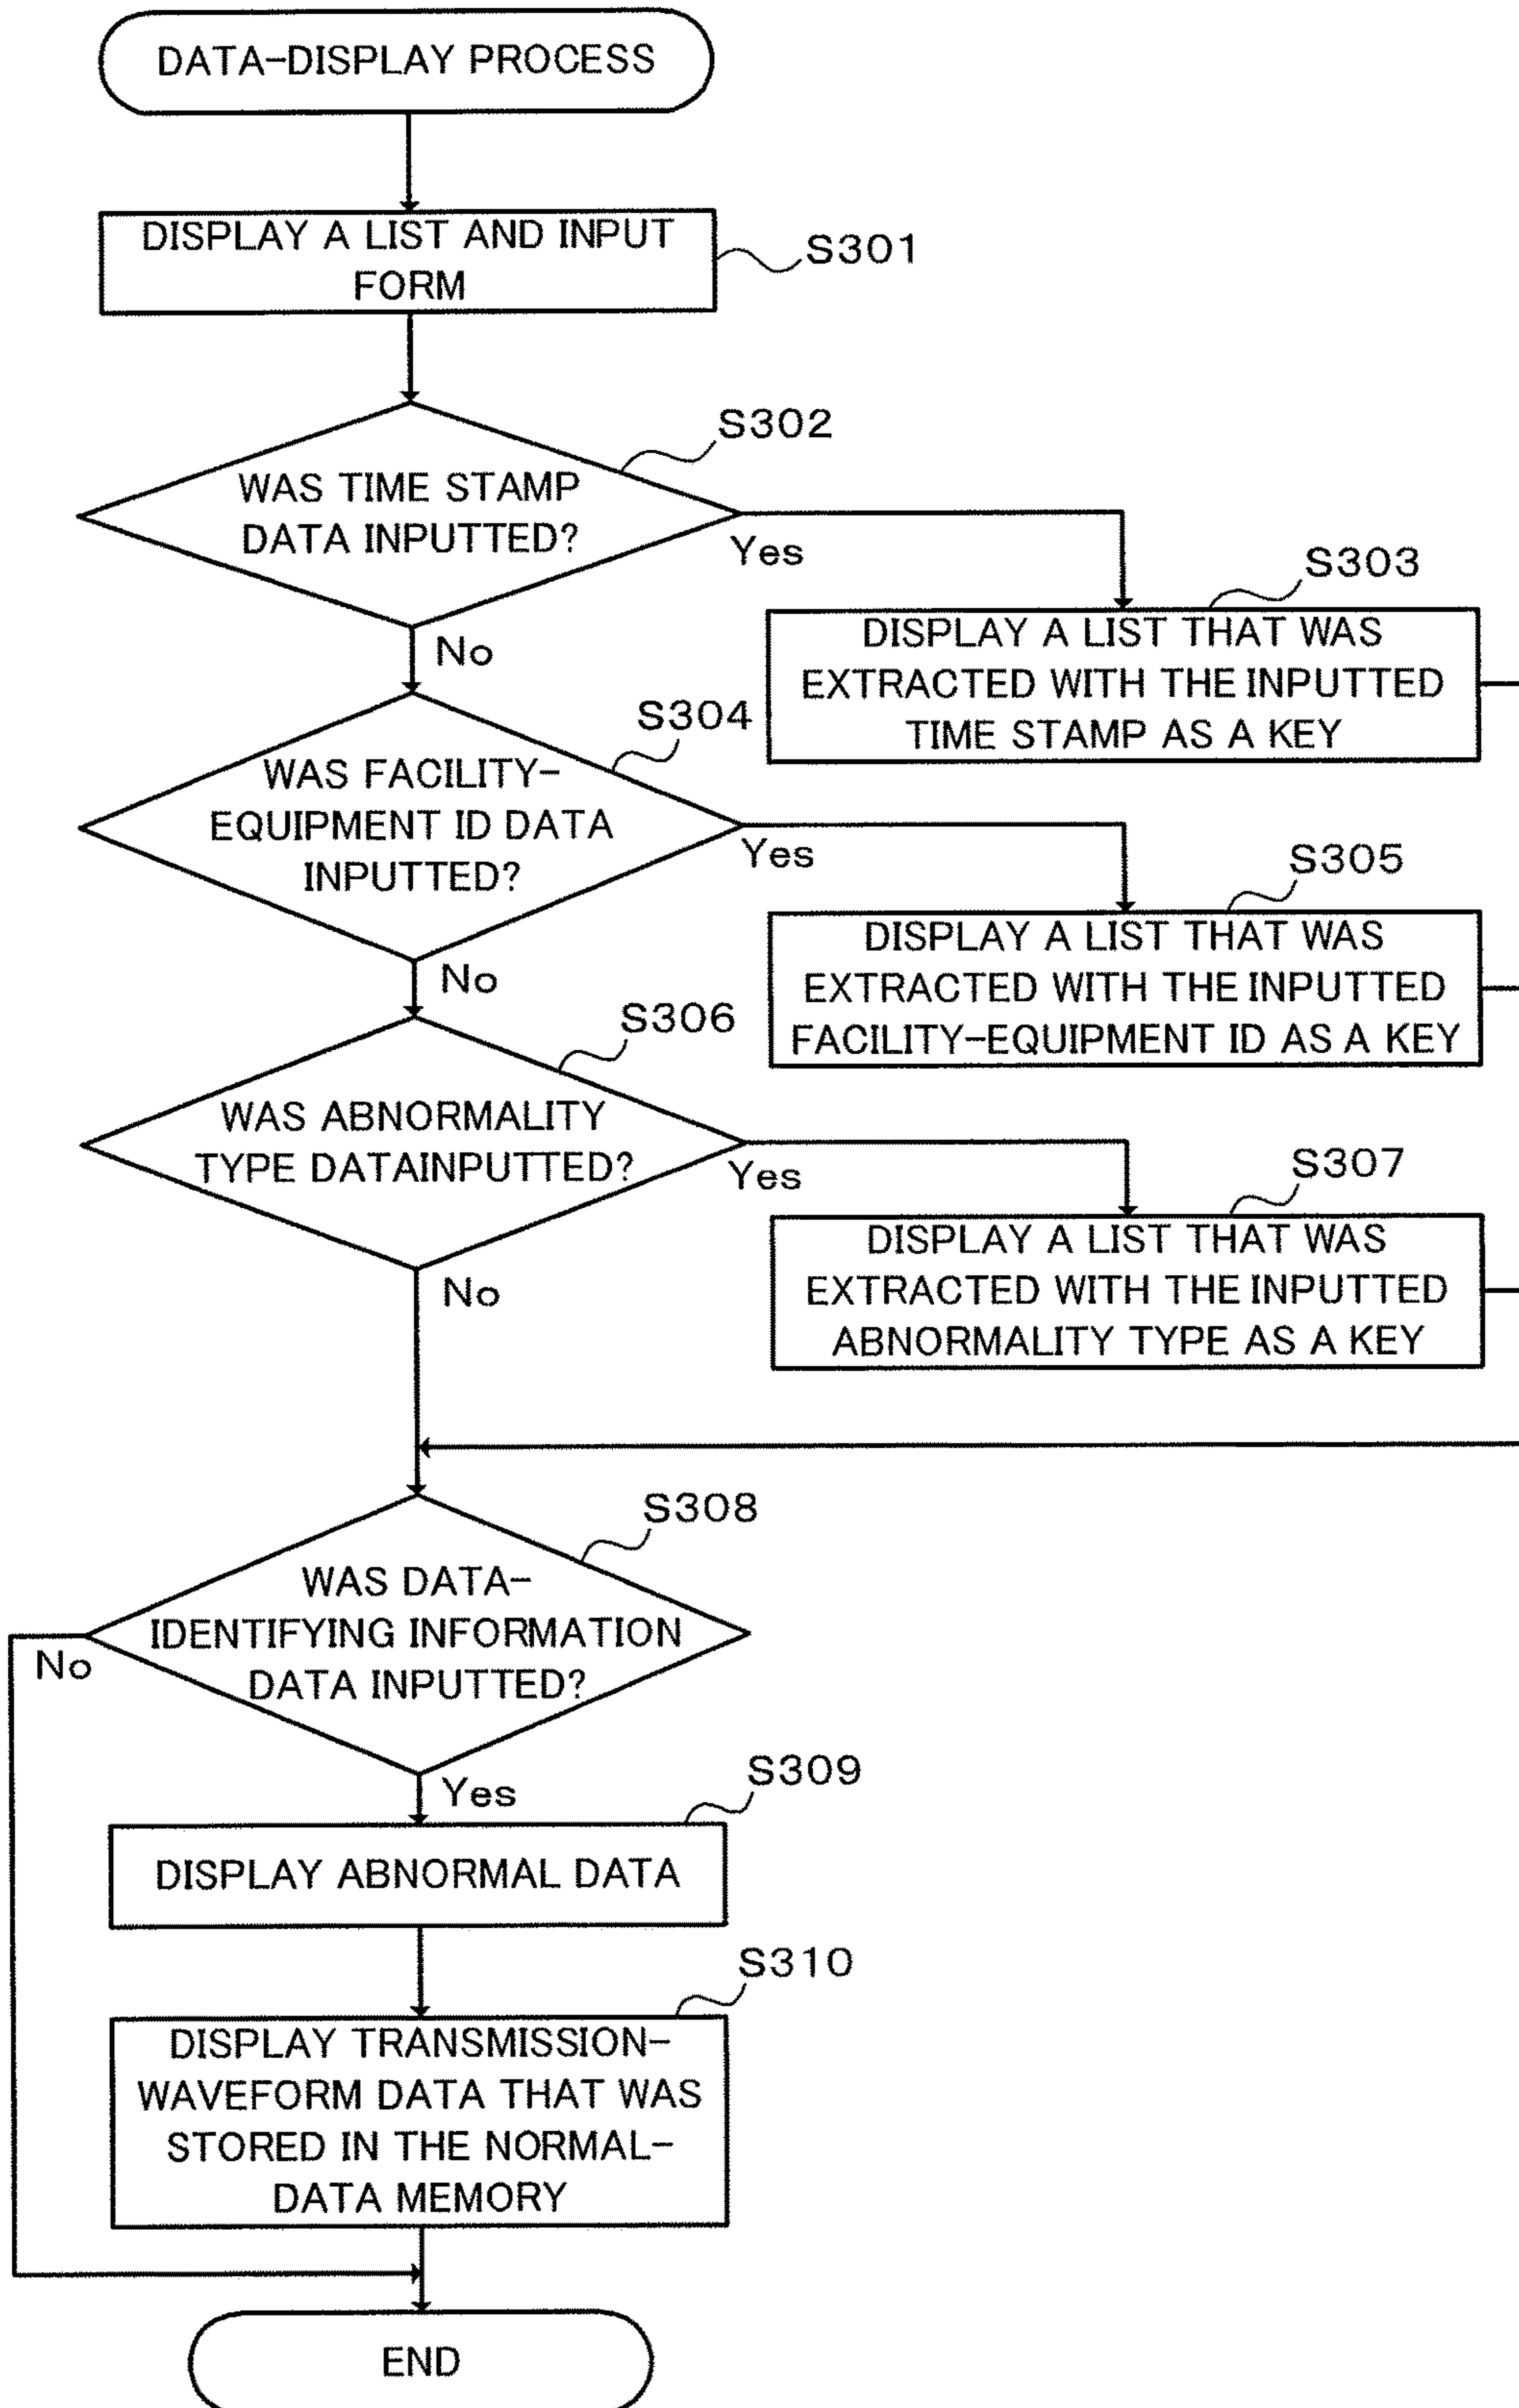 DATA-DISPLAY PROCESS
DISPLAY A LIST AND INPUT
FORM
S301
S302
WAS TIME STAMP
DATA INPUTTED?
Yes
No
S303
DISPLAY A LIST THAT WAS
EXTRACTED WITH THE INPUTTED
TIME STAMP AS A KEY
S304
WAS FACILITY-
EQUIPMENT ID DATA
INPUTTED?
Yes
No
S305
DISPLAY A LIST THAT WAS
EXTRACTED WITH THE INPUTTED
FACILITY-EQUIPMENT ID AS A KEY
S306
WAS ABNORMALITY
TYPE DATAINPUTTED?
Yes
No
S307
DISPLAY A LIST THAT WAS
EXTRACTED WITH THE INPUTTED
ABNORMALITY TYPE AS A KEY
S308
WAS DATA-
IDENTIFYING INFORMATION
DATA INPUTTED?
No
Yes
S309
DISPLAY ABNORMAL DATA
S310
DISPLAY TRANSMISSION-
WAVEFORM DATA THAT WAS
STORED IN THE NORMAL-
DATA MEMORY
END